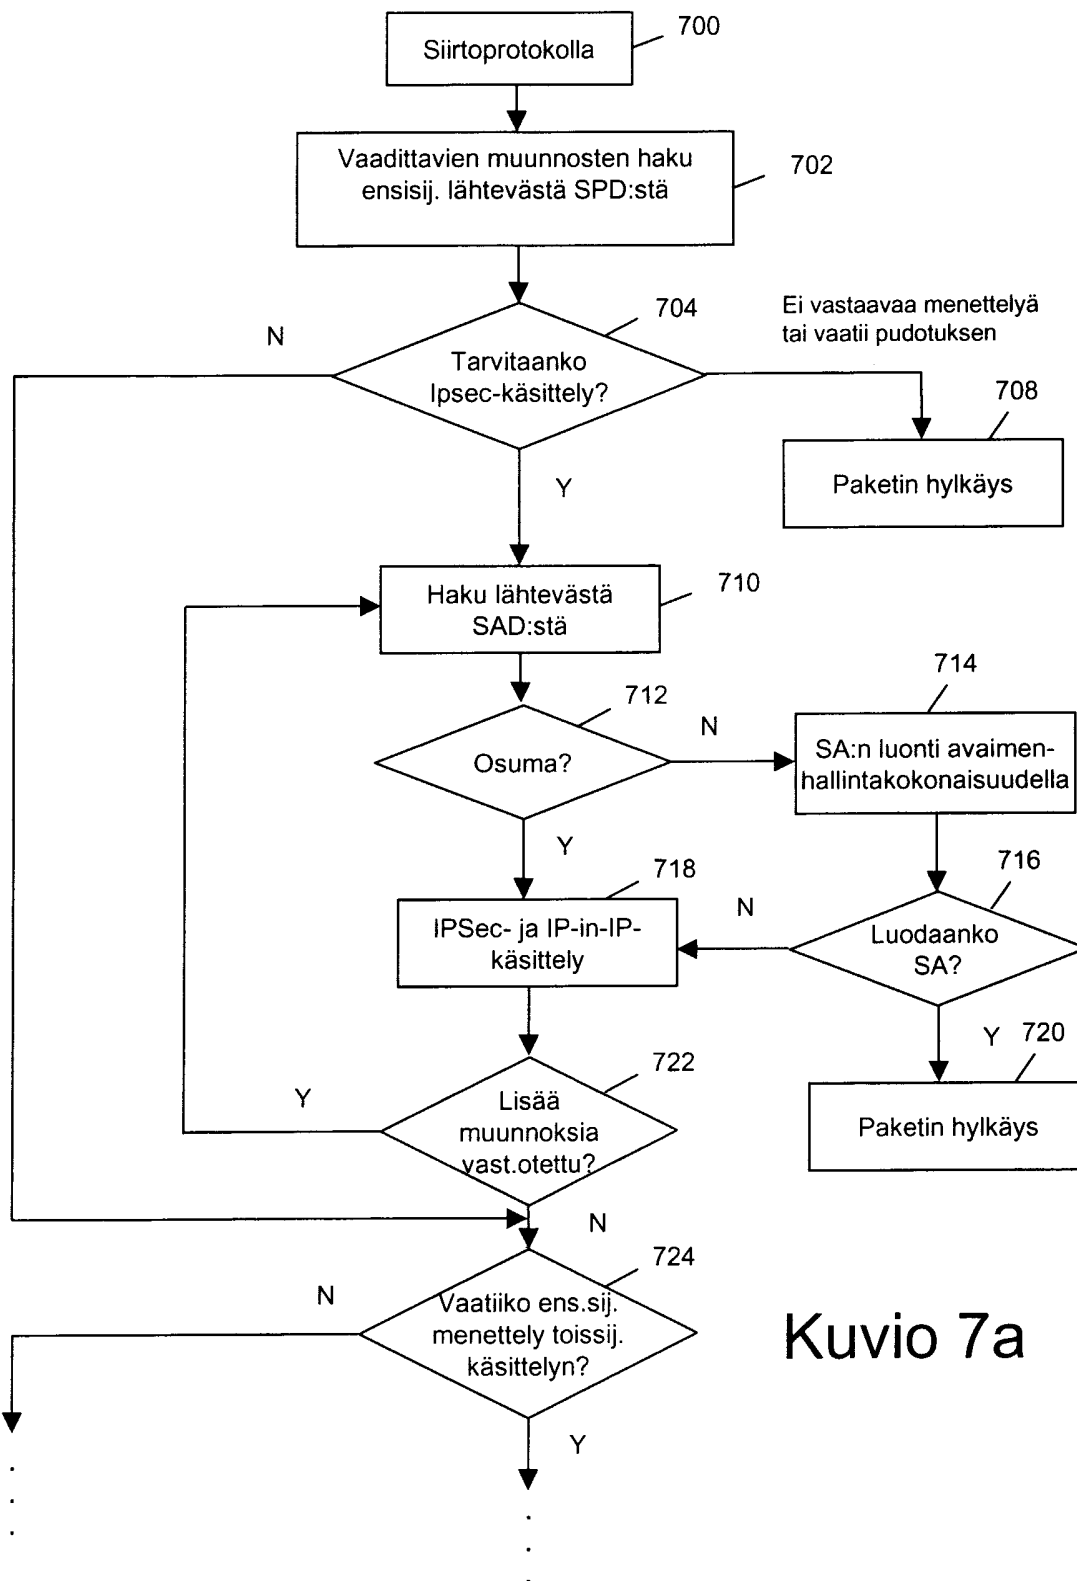 Siirtoprotokolla
700
Vaadittavien muunnosten haku
ensisij. lähtevästä SPD:stä
702
704
N
Tarvitaanko
Ipsec-käsittely?
Ei vastaavaa menettelyä
tai vaatii pudotuksen
708
Paketin hylkäys
Y
Haku lähtevästä
SAD:stä
710
712
Osuma?
N
714
SA:n luonti avaimen-
hallintakokonaisuudella
Y
718
IPSec- ja IP-in-IP-
käsittely
N
716
Luodaanko
SA?
Y
720
Paketin hylkäys
722
Y
Lisää
muunnoksia
vast.otettu?
N
724
N
Vaatiiko ens.sij.
menettely toissij.
käsittelyn?
Y
Kuvio 7a